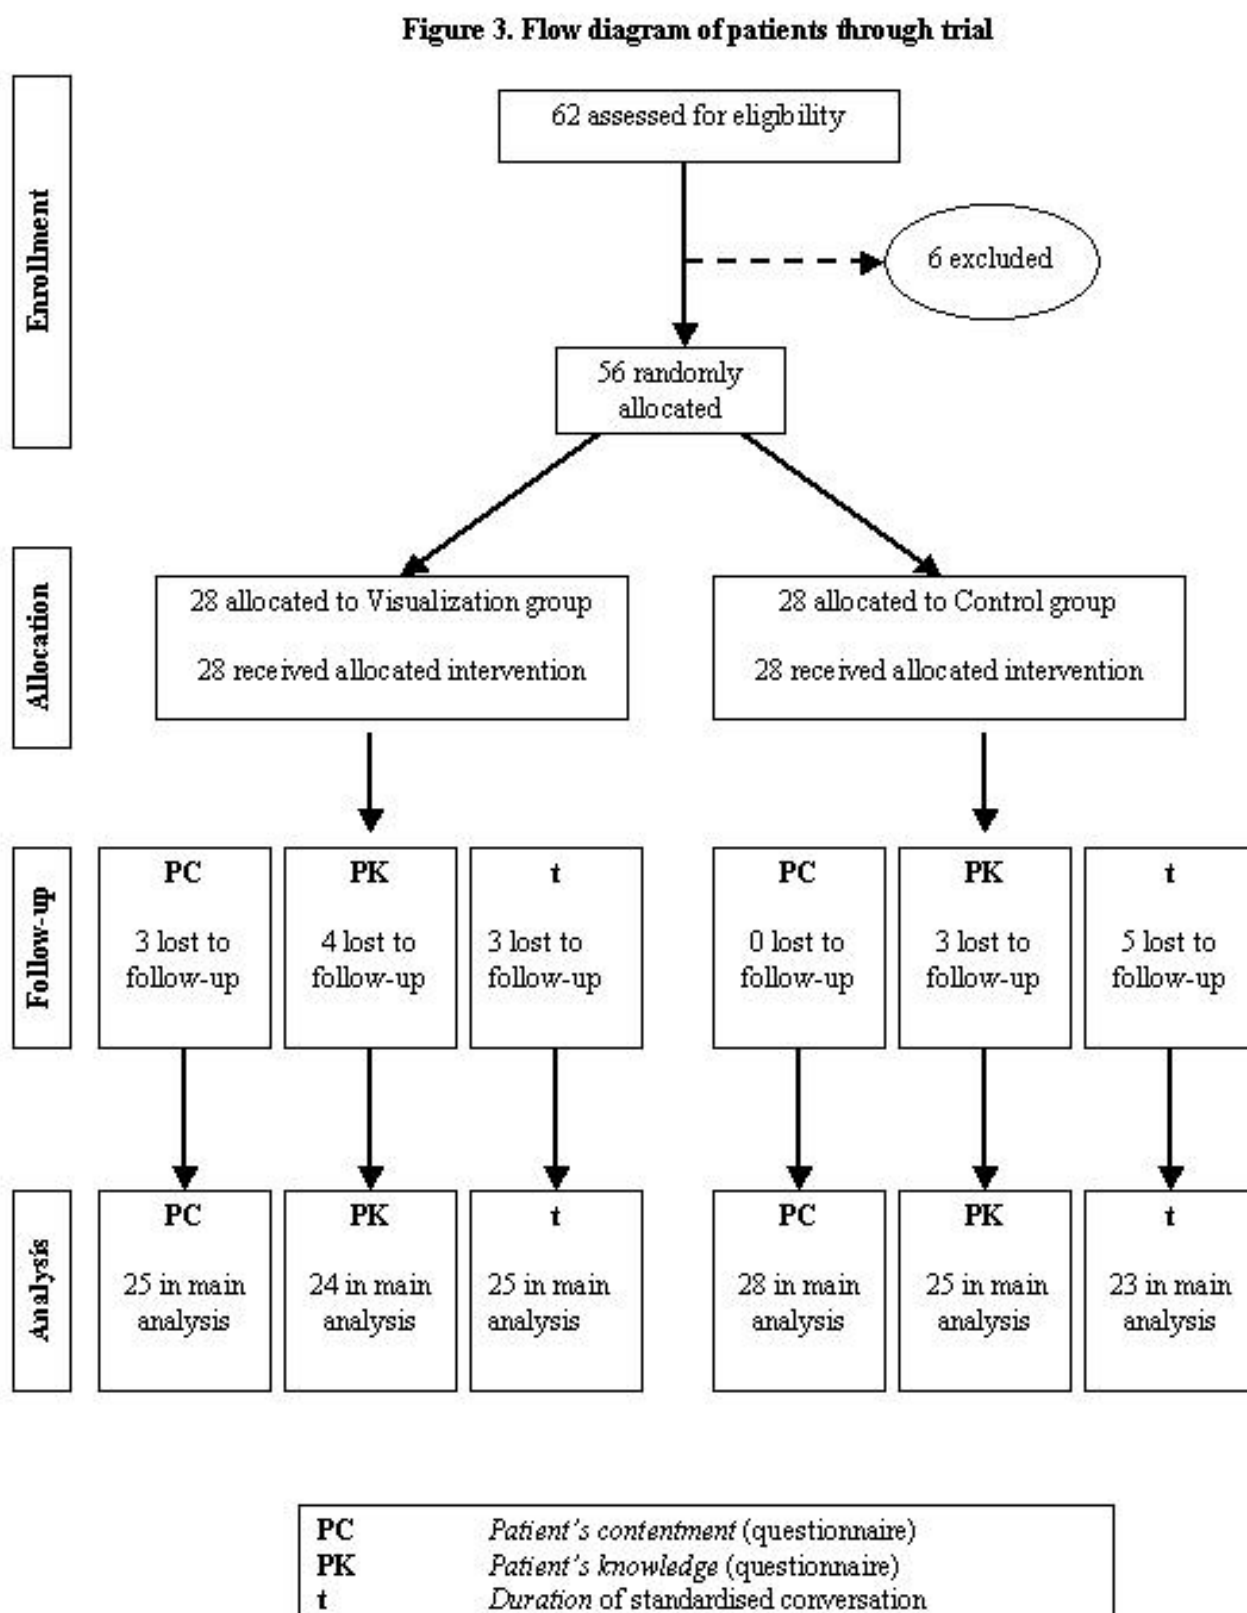 Figure 3. Flow diagram of patients through trial
Enrollment
62 assessed for eligibility
6 excluded
56 randomly
allocated
Allocation
28 allocated to Visualization group
28 received allocated intervention
28 allocated to Control group
28 received allocated intervention
Follow-up
PC
3 lost to
follow-up
PK
4 lost to
follow-up
t
3 lost to
follow-up
PC
0 lost to
follow-up
PK
3 lost to
follow-up
t
5 lost to
follow-up
Analysis
PC
25 in main
analysis
PK
24 in main
analysis
t
25 in main
analysis
PC
28 in main
analysis
PK
25 in main
analysis
t
23 in main
analysis
PC Patient's contentment (questionnaire)
PK Patient's knowledge (questionnaire)
t Duration of standardised conversation